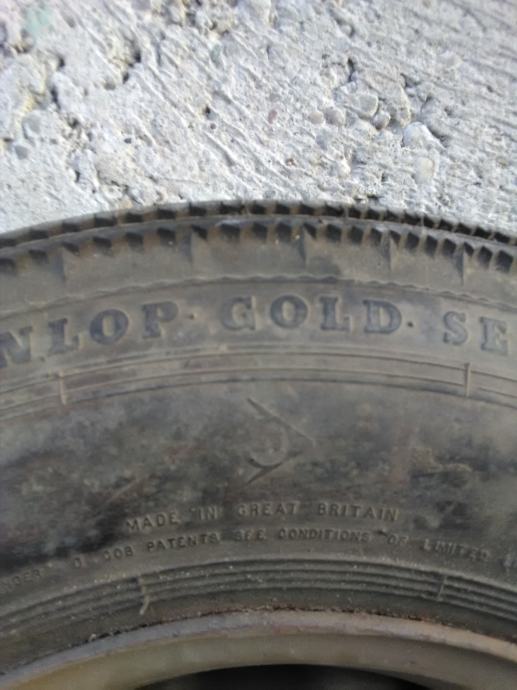 NLOP· GOLD· SE
MADE IN GREAT BRITAIN
PATENTS SEE CONDITIONS OF LIMITED